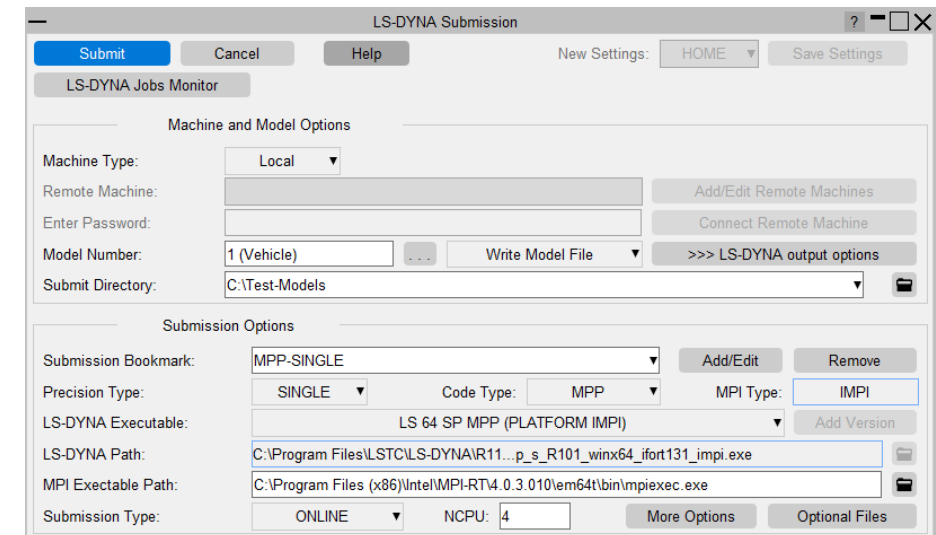 LS-DYNA Submission ?
Submit Cancel Help New Settings: HOME Save Settings
LS-DYNA Jobs Monitor
Machine and Model Options
Machine Type: Local
Remote Machine: Add/Edit Remote Machines
Enter Password: Connect Remote Machine
Model Number: 1 (Vehicle) ... Write Model File >>> LS-DYNA output options
Submit Directory: C:\Test-Models
Submission Options
Submission Bookmark: MPP-SINGLE Add/Edit Remove
Precision Type: SINGLE Code Type: MPP MPI Type: IMPI
LS-DYNA Executable: LS 64 SP MPP (PLATFORM IMPI) Add Version
LS-DYNA Path: C:\Program Files\LSTC\LS-DYNA\R11...p_s_R101_winx64_ifort131_impi.exe
MPI Exectable Path: C:\Program Files (x86)\Intel\MPI-RT\4.0.3.010\em64t\bin\mpiexec.exe
Submission Type: ONLINE NCPU: 4 More Options Optional Files